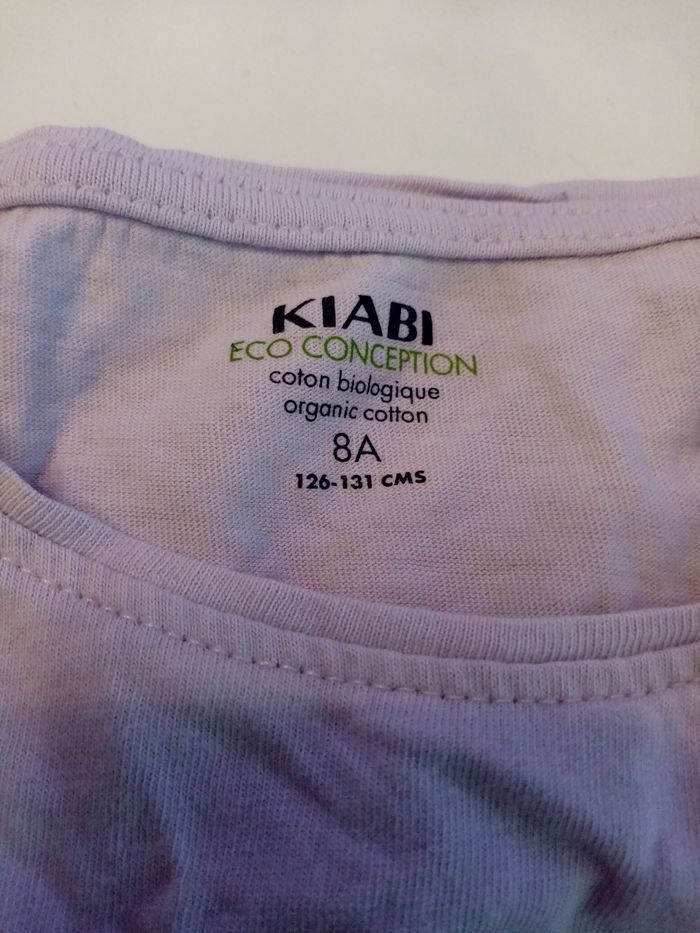 KIABI
ECO CONCEPTION
coton biologique
organic cotton
8A
126-131 CMS